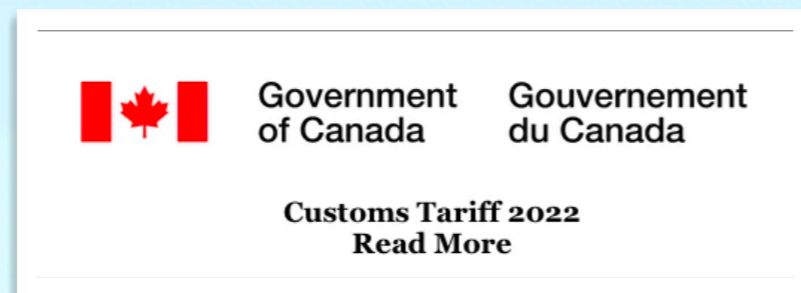 Government Gouvernement
of Canada du Canada
Customs Tariff 2022
Read More